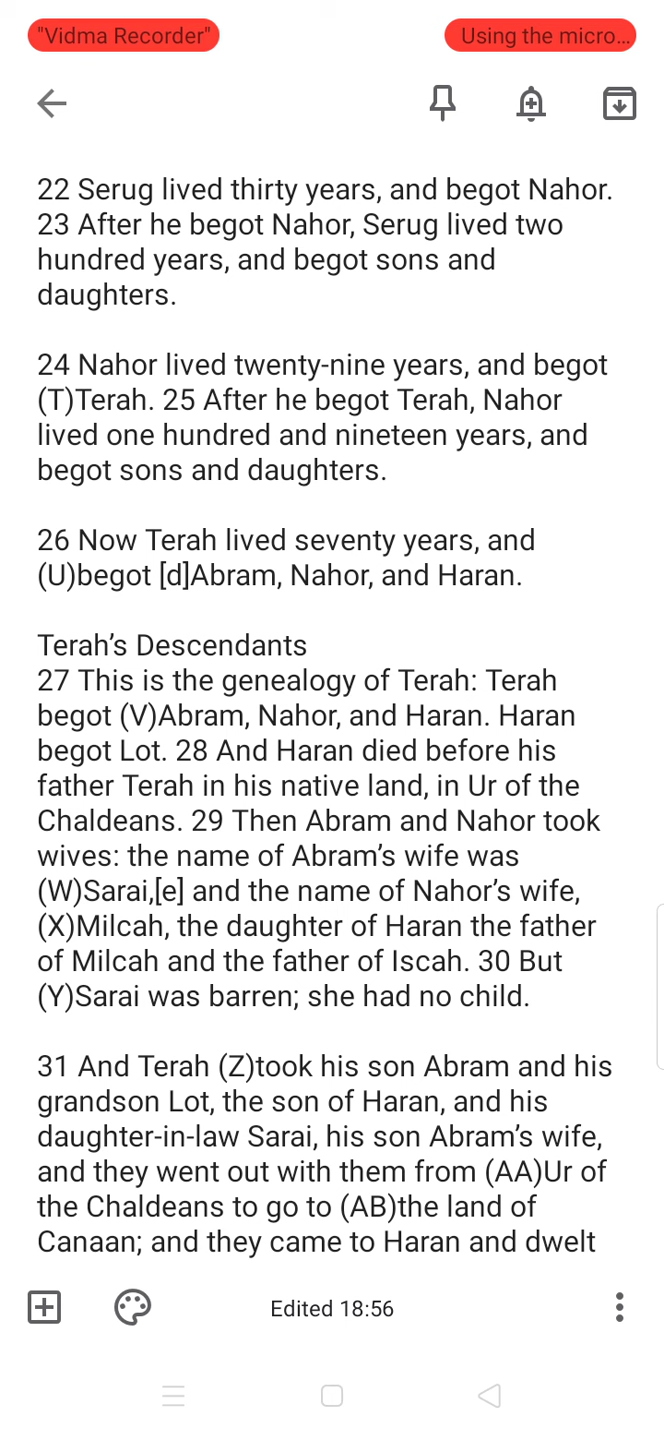 "Vidma Recorder"
Using the micro...
22 Serug lived thirty years, and begot Nahor.
23 After he begot Nahor, Serug lived two
hundred years, and begot sons and
daughters.
24 Nahor lived twenty-nine years, and begot
(T)Terah. 25 After he begot Terah, Nahor
lived one hundred and nineteen years, and
begot sons and daughters.
26 Now Terah lived seventy years, and
(U)begot [d]Abram, Nahor, and Haran.
Terah’s Descendants
27 This is the genealogy of Terah: Terah
begot (V)Abram, Nahor, and Haran. Haran
begot Lot. 28 And Haran died before his
father Terah in his native land, in Ur of the
Chaldeans. 29 Then Abram and Nahor took
wives: the name of Abram’s wife was
(W)Sarai,[e] and the name of Nahor’s wife,
(X)Milcah, the daughter of Haran the father
of Milcah and the father of Iscah. 30 But
(Y)Sarai was barren; she had no child.
31 And Terah (Z)took his son Abram and his
grandson Lot, the son of Haran, and his
daughter-in-law Sarai, his son Abram’s wife,
and they went out with them from (AA)Ur of
the Chaldeans to go to (AB)the land of
Canaan; and they came to Haran and dwelt
Edited 18:56